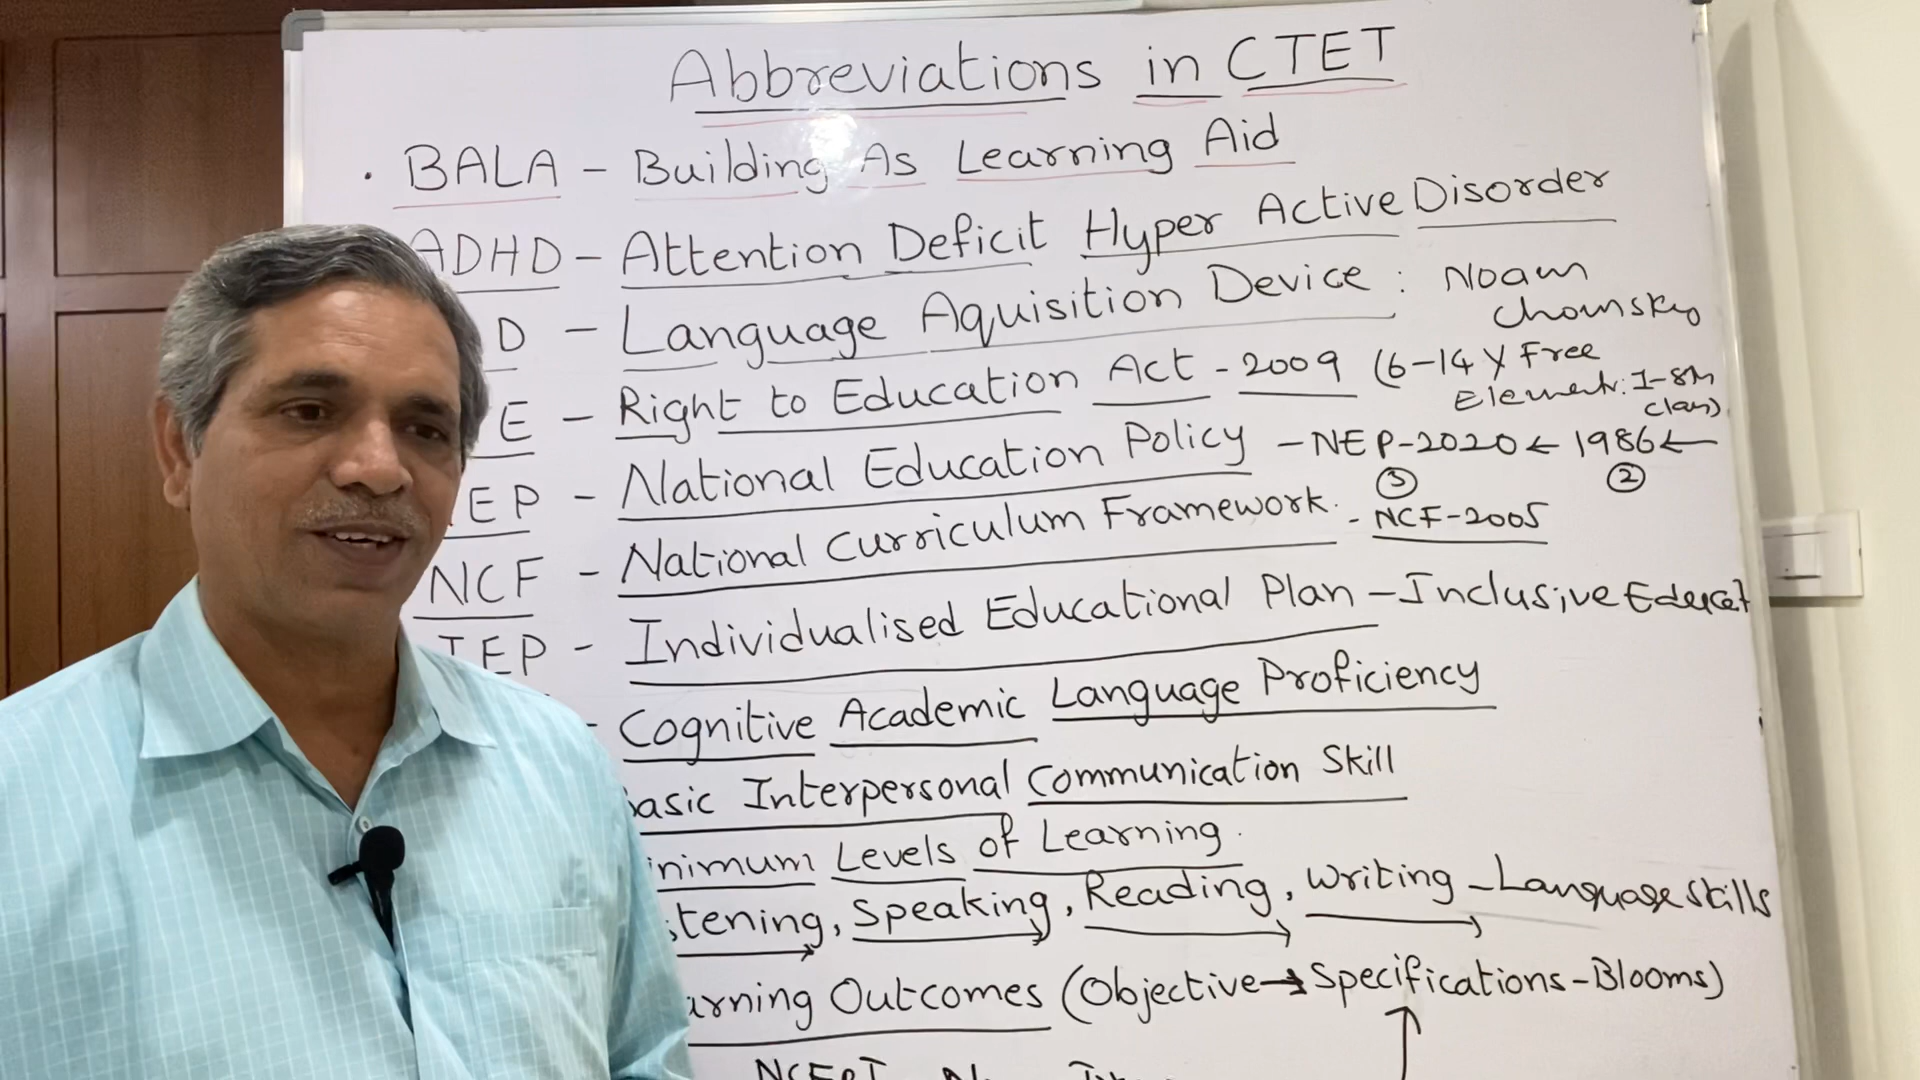 Abbreviations in CTET
. BALA - Building As Learning Aid
ADHD - Attention Deficit Hyper Active Disorder
D - Language Aquisition Device : Noam Chomsky
E - Right to Education Act - 2009 (6-14 Y Free
Element: I-8th class)
EP - National Education Policy - NEP-2020 ← 1986 ←
③ ②
NCF - National Curriculum Framework. - NCF-2005
IEP - Individualised Educational Plan - Inclusive Educat
- Cognitive Academic Language Proficiency
asic Interpersonal Communication Skill
inimum Levels of Learning.
stening, Speaking, Reading, Writing - Language skills
arning Outcomes (Objective → Specifications - Blooms)